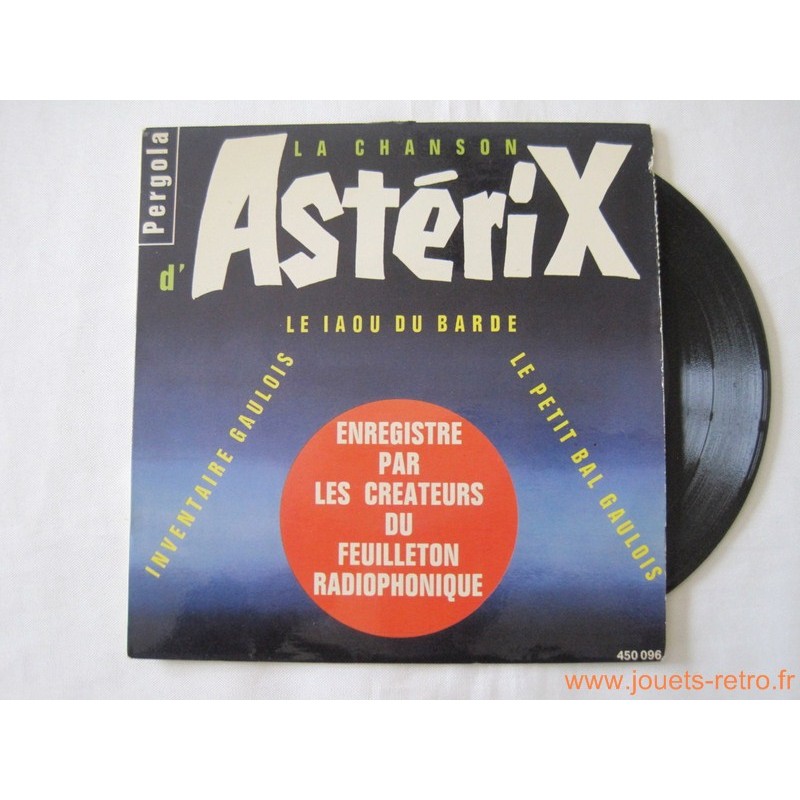 Pergola
LA CHANSON
d'AstériX
LE IAOU DU BARDE
INVENTAIRE GAULOIS
LE PETIT BAL GAULOIS
ENREGISTRE
PAR
LES CREATEURS
DU
FEUILLETON
RADIOPHONIQUE
450 096
www.jouets-retro.fr